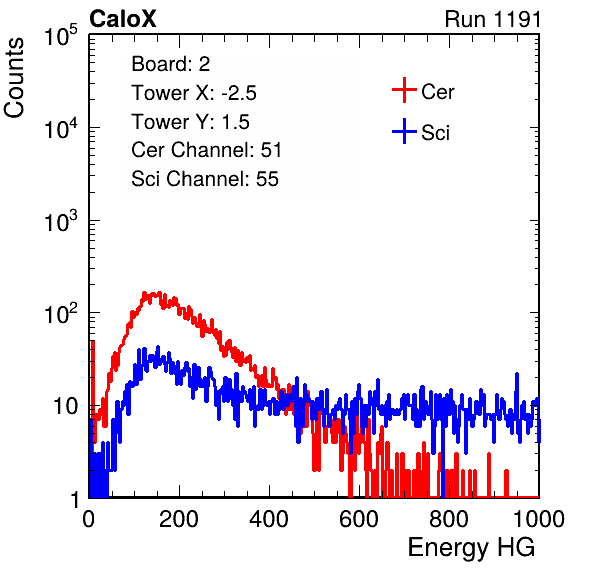 CaloX Run 1191
Counts
10^5
10^4
10^3
10^2
10
1
Board: 2
Tower X: -2.5
Tower Y: 1.5
Cer Channel: 51
Sci Channel: 55
Cer
Sci
0 200 400 600 800 1000
Energy HG